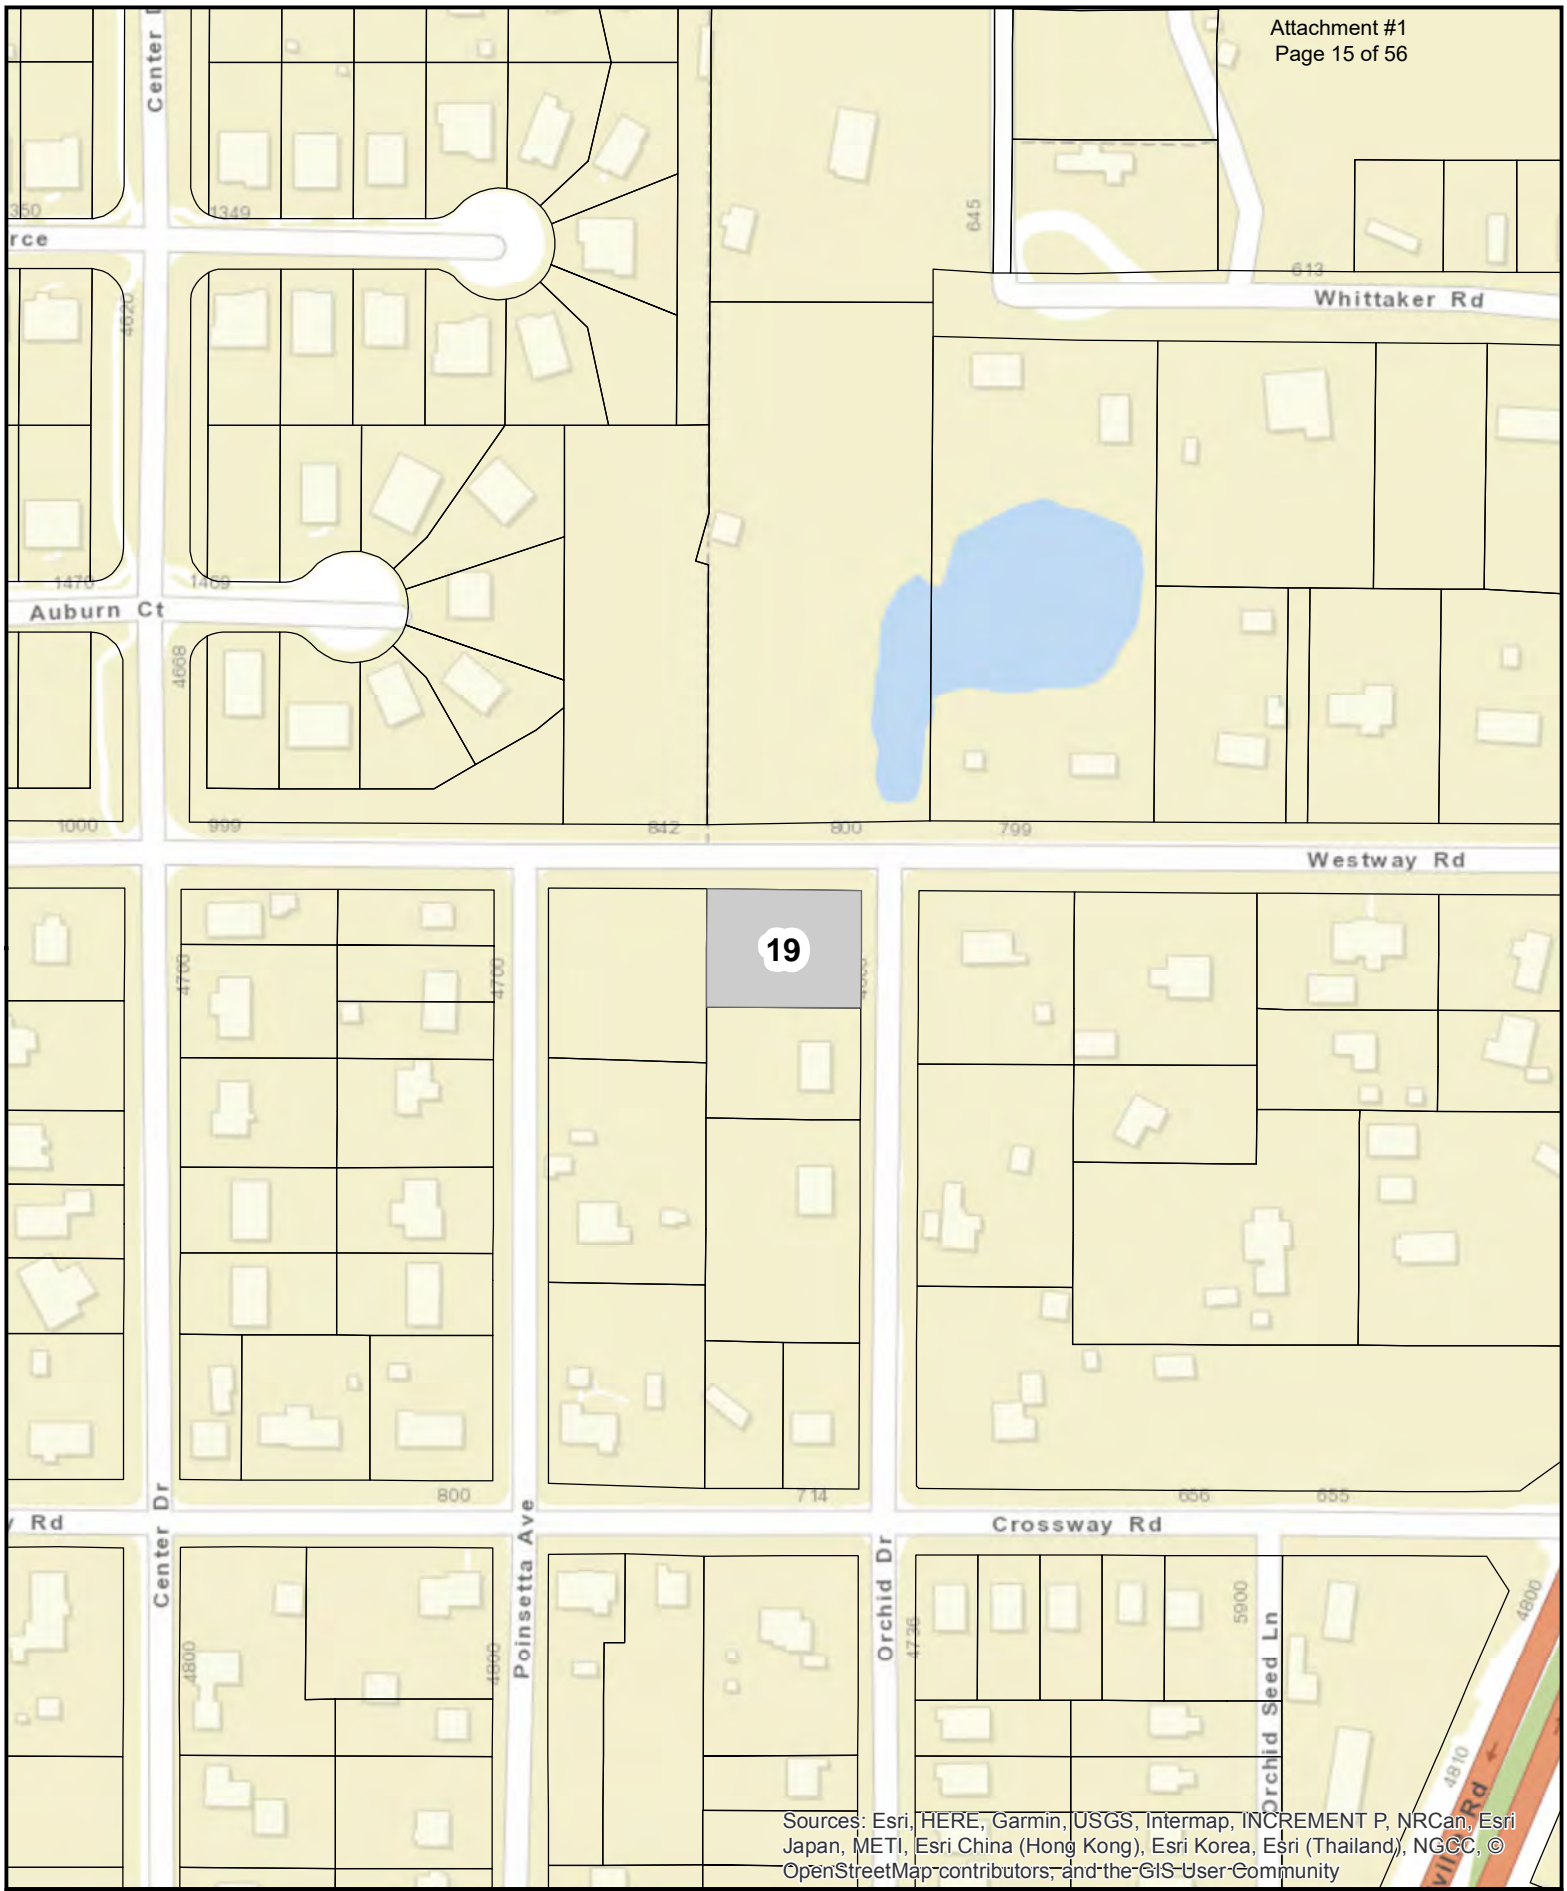 Attachment #1
Page 15 of 56
Center
350
1349
rce
645
613
Whittaker Rd
4620
1470
1469
Auburn Ct
4668
1000
999
842
800
799
Westway Rd
19
4700
4700
800
714
656
655
Rd
Crossway Rd
Center Dr
Poinsetta Ave
Orchid Dr
4736
5900
Orchid Seed Ln
4800
4800
4800
4810
Rd
Sources: Esri, HERE, Garmin, USGS, Intermap, INCREMENT P, NRCan, Esri
Japan, METI, Esri China (Hong Kong), Esri Korea, Esri (Thailand), NGCC, ©
OpenStreetMap contributors, and the GIS User Community